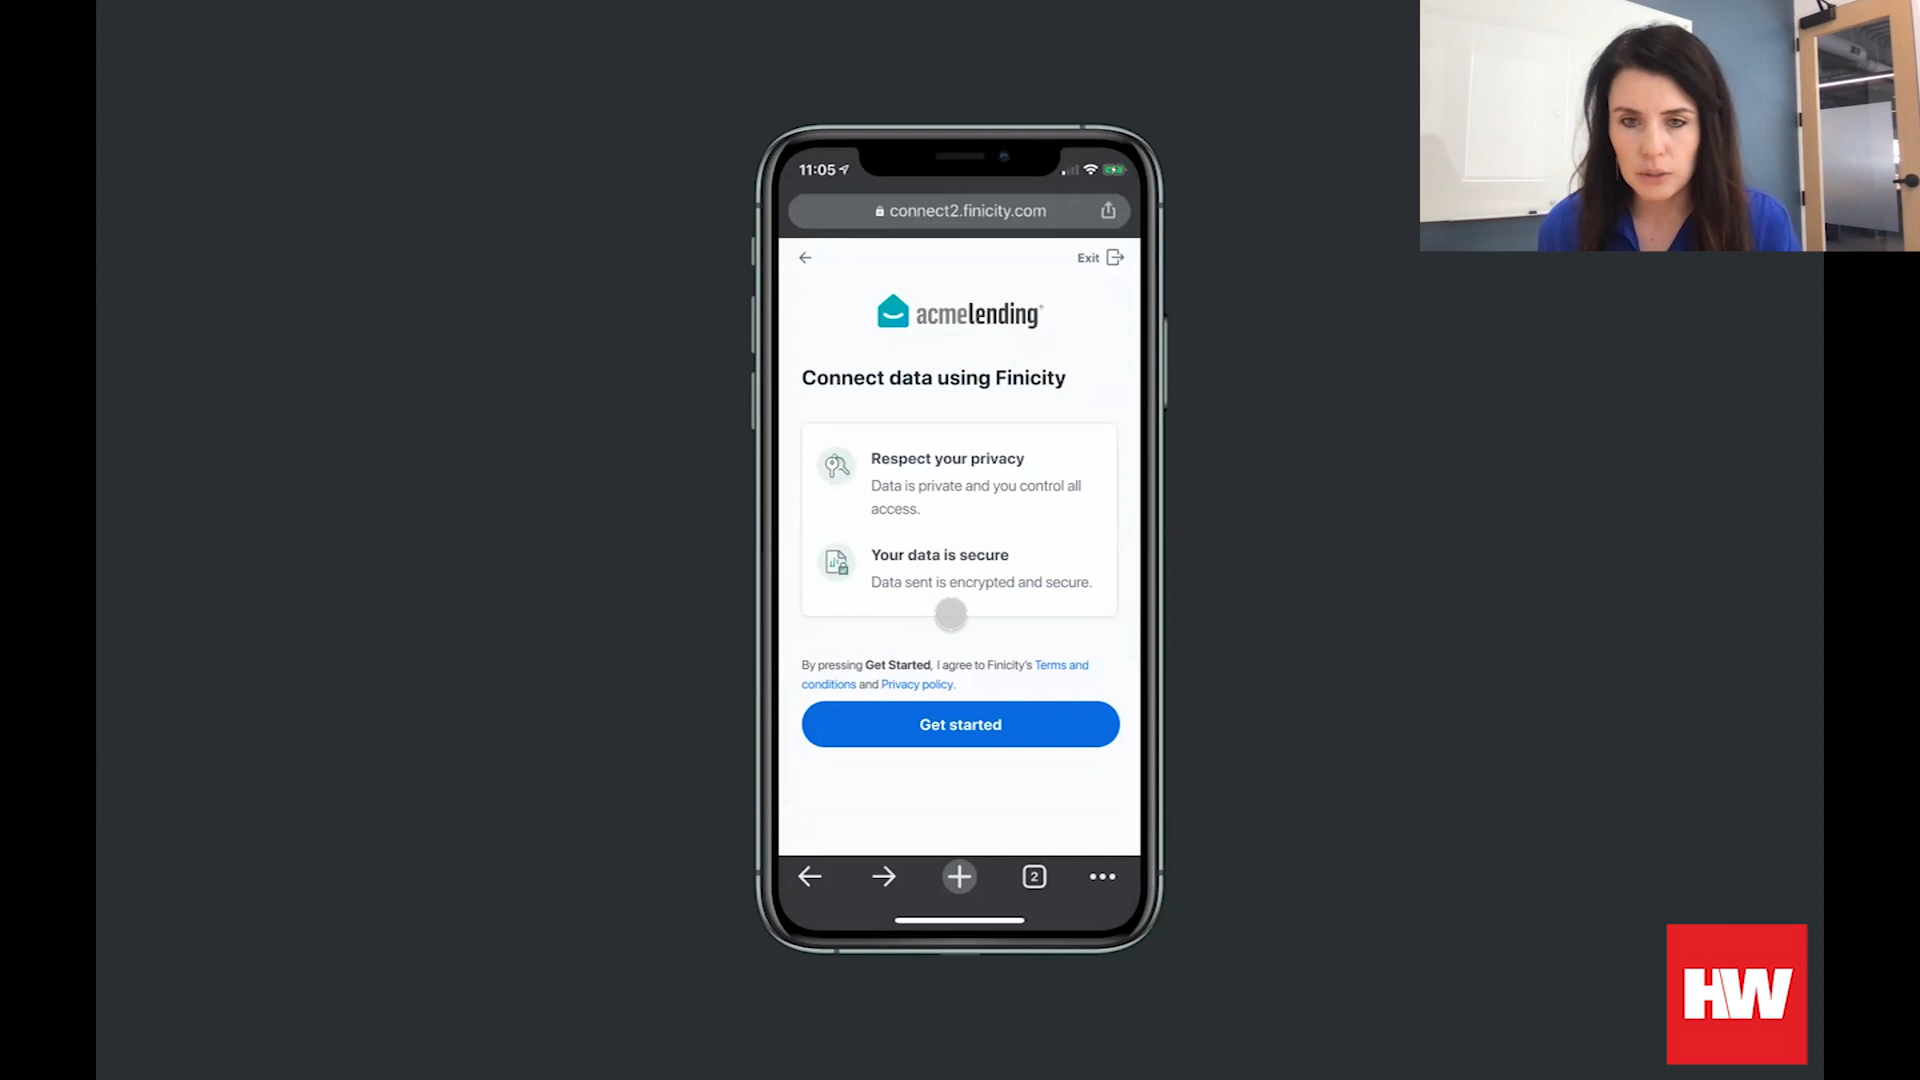 11:05
connect2.finicity.com
Exit
acmelending
Connect data using Finicity
Respect your privacy
Data is private and you control all
access.
Your data is secure
Data sent is encrypted and secure.
By pressing Get Started, I agree to Finicity's Terms and
conditions and Privacy policy.
Get started
2
HW